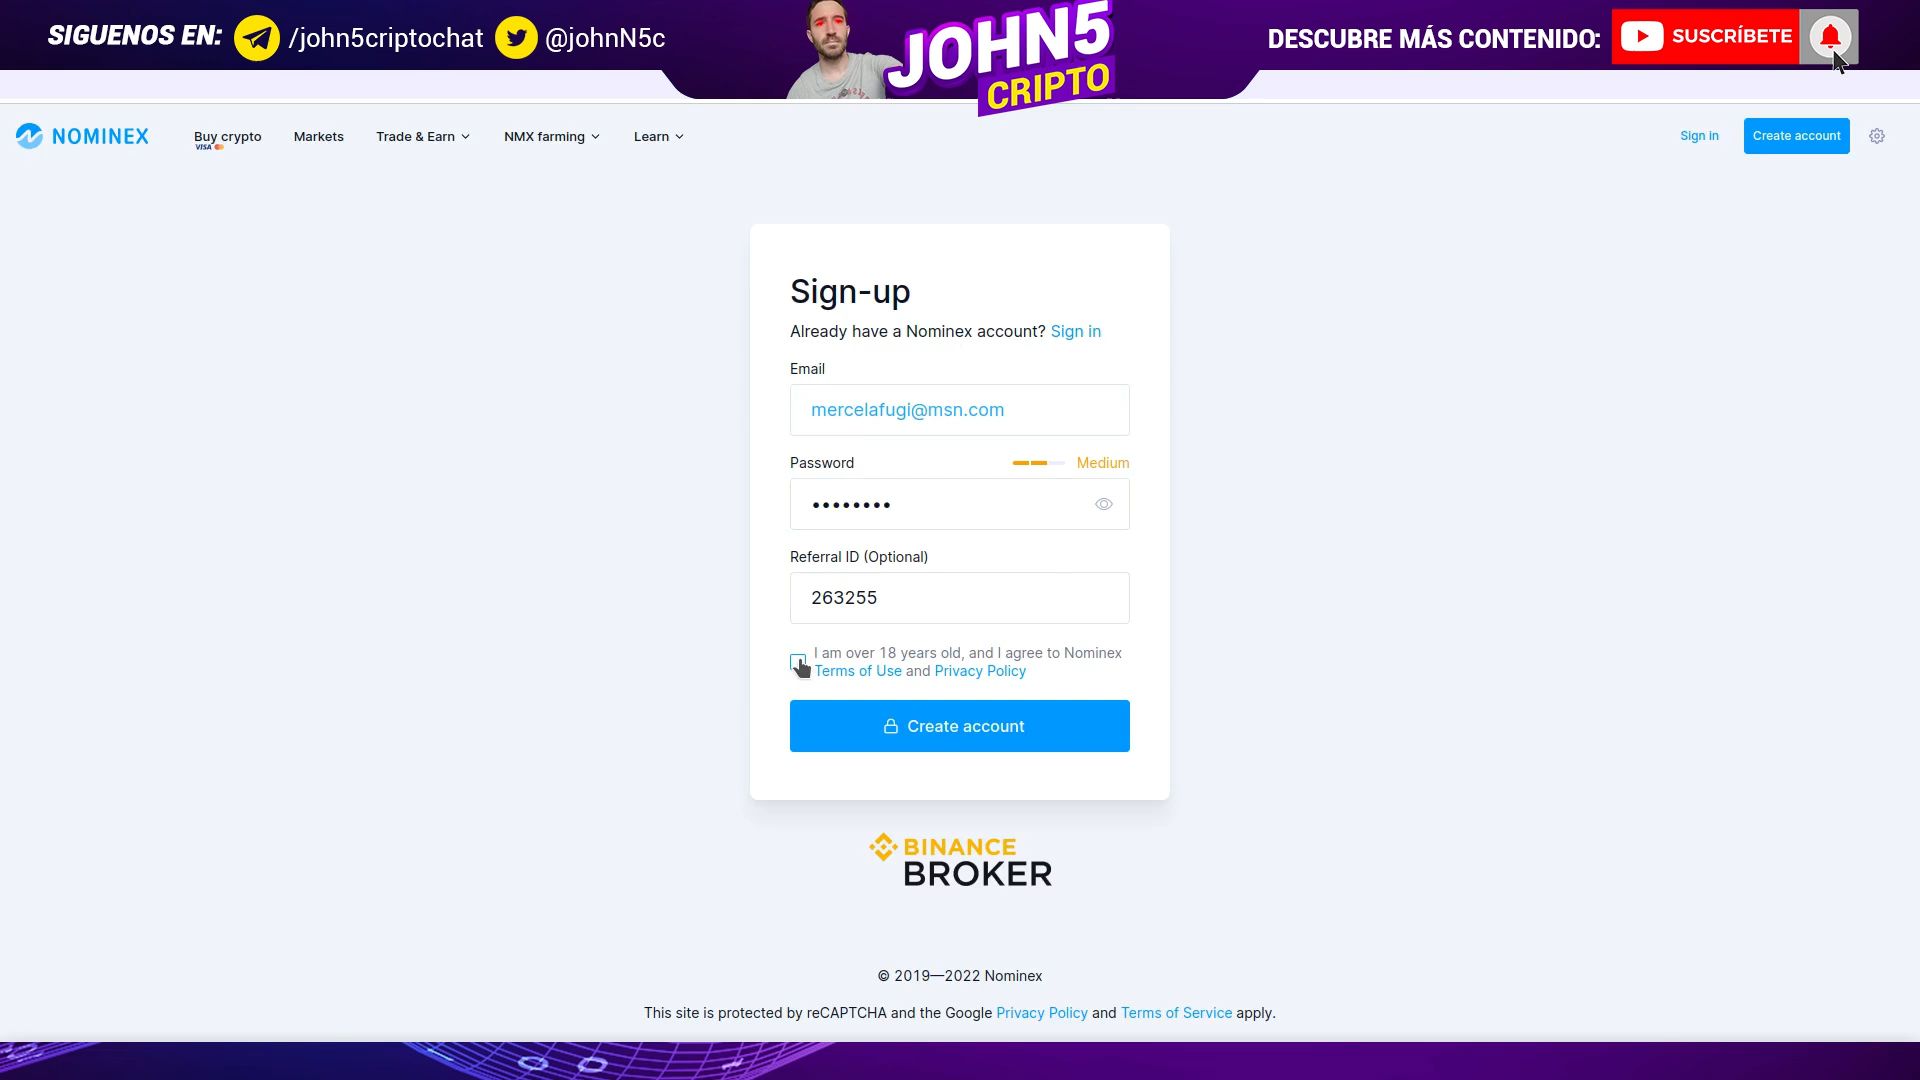 SIGUENOS EN: /john5criptochat @johnN5c
JOHN5
CRIPTO
DESCUBRE MÁS CONTENIDO: SUSCRÍBETE
NOMINEX
Buy crypto
VISA
Markets
Trade & Earn
NMX farming
Learn
Sign in
Create account
Sign-up
Already have a Nominex account? Sign in
Email
mercelafugi@msn.com
Password
Medium
••••••••
Referral ID (Optional)
263255
I am over 18 years old, and I agree to Nominex
Terms of Use and Privacy Policy
Create account
BINANCE
BROKER
© 2019—2022 Nominex
This site is protected by reCAPTCHA and the Google Privacy Policy and Terms of Service apply.